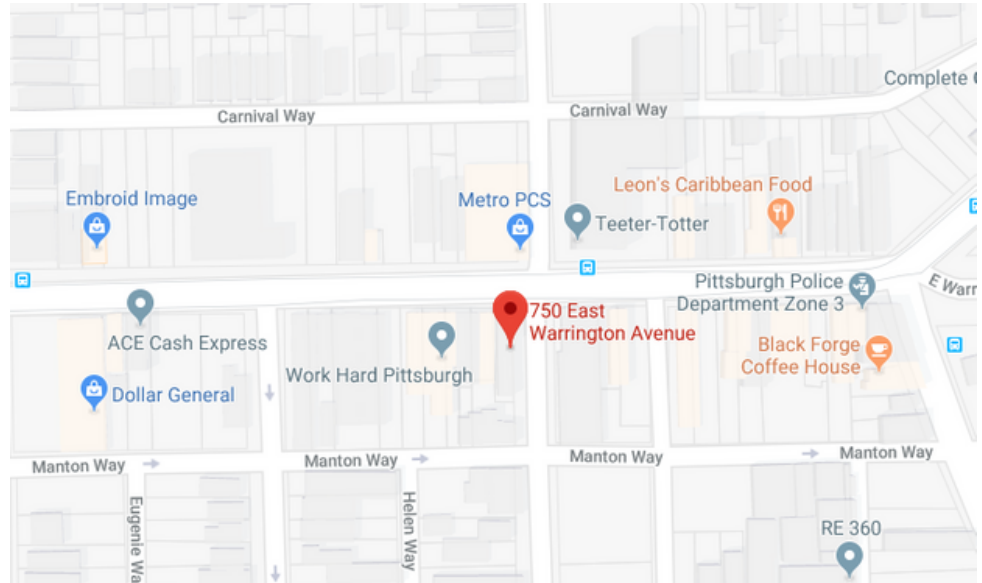 Complete
Carnival Way
Carnival Way
Embroid Image
Metro PCS
Leon's Caribbean Food
Teeter-Totter
Pittsburgh Police
Department Zone 3
E Warr
750 East
Warrington Avenue
ACE Cash Express
Work Hard Pittsburgh
Black Forge
Coffee House
Dollar General
Manton Way
Manton Way
Manton Way
Manton Way
Eugenie Wa
Helen Way
RE 360